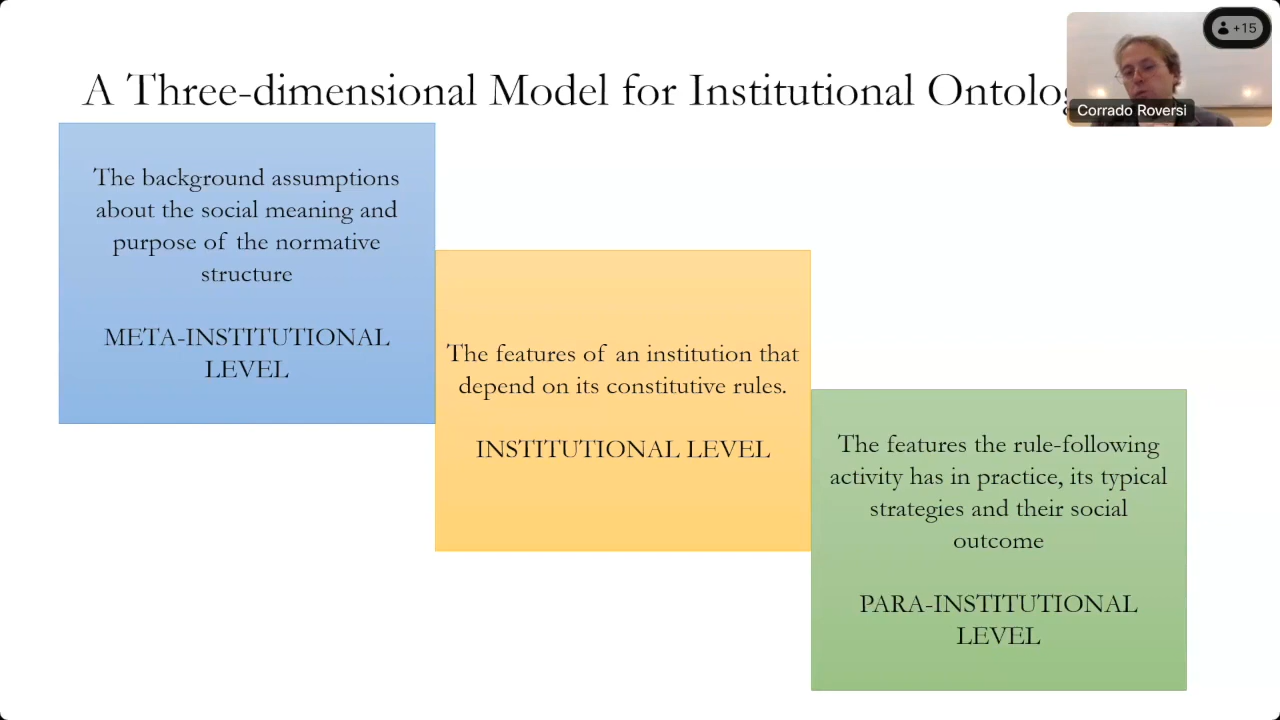 A Three-dimensional Model for Institutional
+15
Corrado Roversi
The background assumptions
about the social meaning and
purpose of the normative
structure
META-INSTITUTIONAL
LEVEL
The features of an institution that
depend on its constitutive rules.
INSTITUTIONAL LEVEL
The features the rule-following
activity has in practice, its typical
strategies and their social
outcome
PARA-INSTITUTIONAL
LEVEL